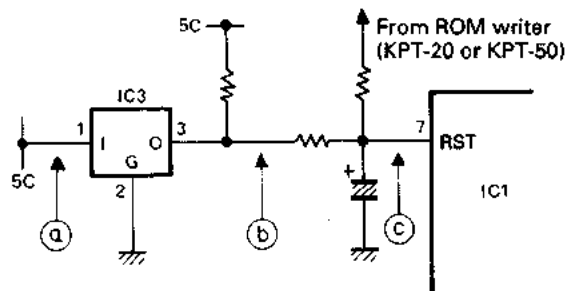 5C
From ROM writer
(KPT-20 or KPT-50)
IC3
1
I
O
3
G
2
5C
7
RST
IC1
+
a
b
c